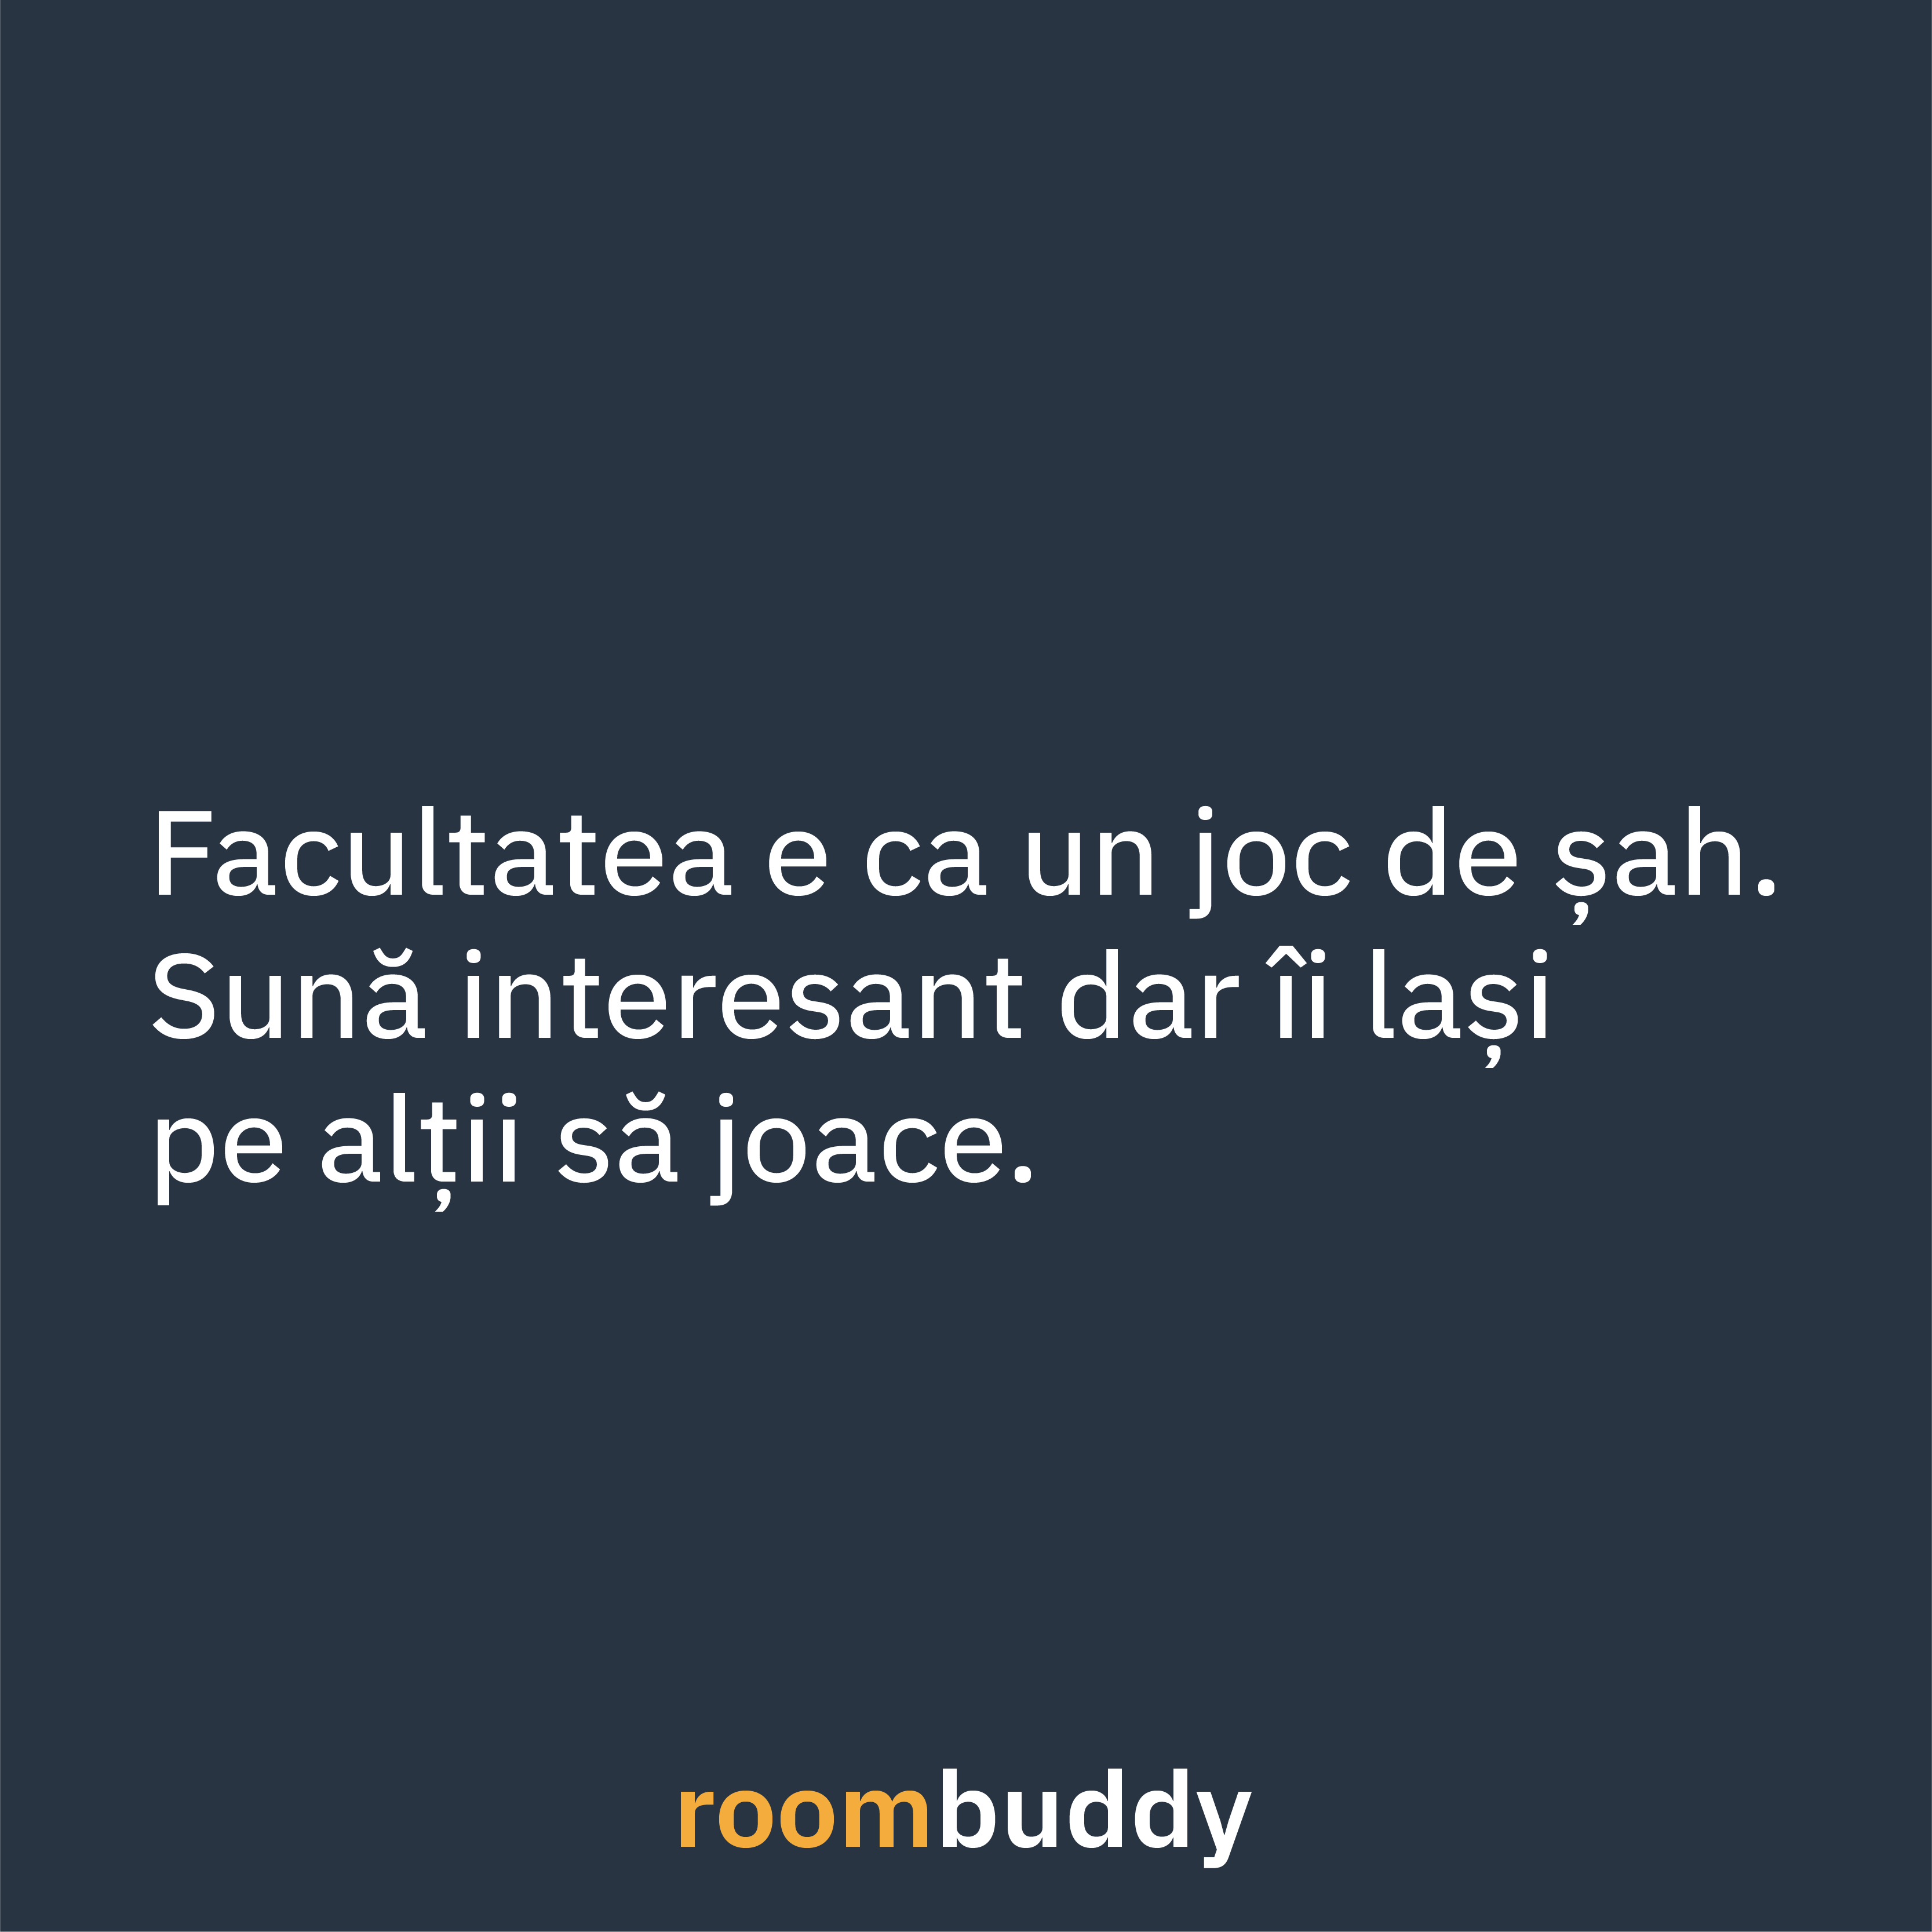 Facultatea e ca un joc de șah.
Sună interesant dar îi lași
pe alții să joace.
roombuddy